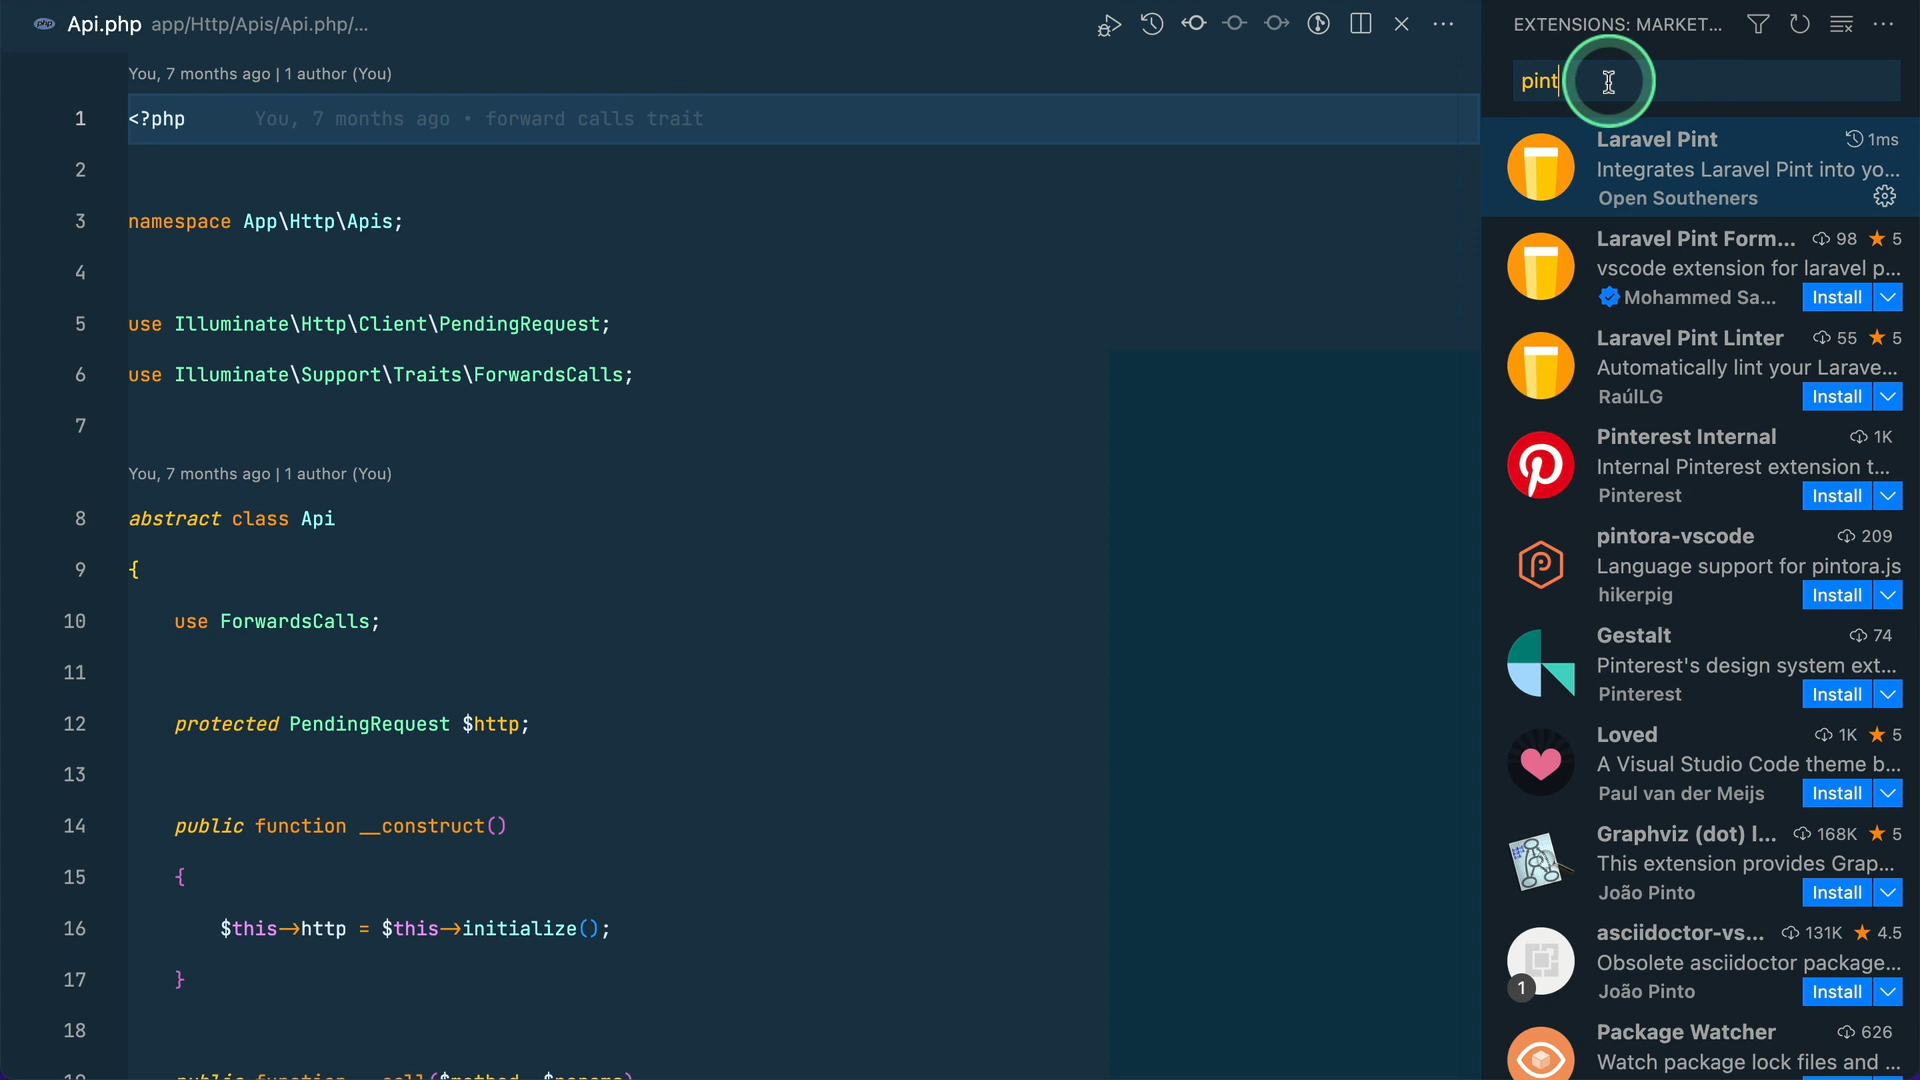 php Api.php app/Http/Apis/Api.php/...
You, 7 months ago | 1 author (You)
1 <?php You, 7 months ago • forward calls trait
2
3 namespace App\Http\Apis;
4
5 use Illuminate\Http\Client\PendingRequest;
6 use Illuminate\Support\Traits\ForwardsCalls;
7
You, 7 months ago | 1 author (You)
8 abstract class Api
9 {
10 use ForwardsCalls;
11
12 protected PendingRequest $http;
13
14 public function __construct()
15 {
16 $this->http = $this->initialize();
17 }
18
EXTENSIONS: MARKET...
pint
Laravel Pint 1ms
Integrates Laravel Pint into yo...
Open Southeners
Laravel Pint Form... 98 ★ 5
vscode extension for laravel p...
Mohammed Sa... Install
Laravel Pint Linter 55 ★ 5
Automatically lint your Larave...
RaúlLG Install
Pinterest Internal 1K
Internal Pinterest extension t...
Pinterest Install
pintora-vscode 209
Language support for pintora.js
hikerpig Install
Gestalt 74
Pinterest's design system ext...
Pinterest Install
Loved 1K ★ 5
A Visual Studio Code theme b...
Paul van der Meijs Install
Graphviz (dot) l... 168K ★ 5
This extension provides Grap...
João Pinto Install
asciidoctor-vs... 131K ★ 4.5
Obsolete asciidoctor package...
1 João Pinto Install
Package Watcher 626
Watch package lock files and ...